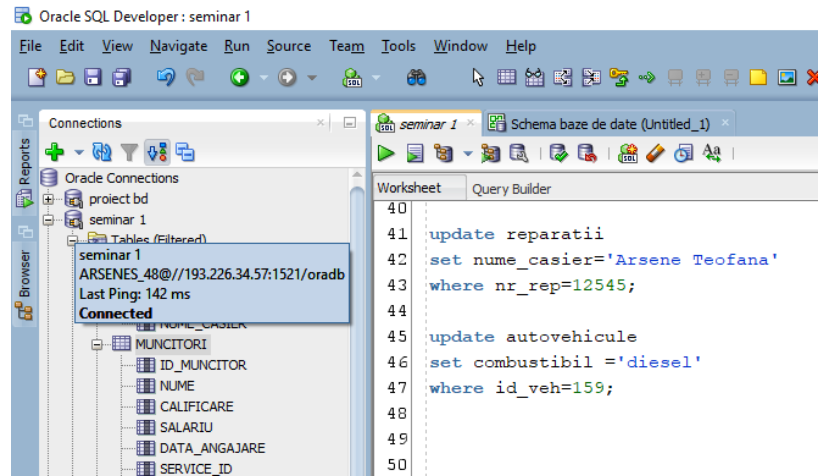 Oracle SQL Developer : seminar 1
File Edit View Navigate Run Source Team Tools Window Help
Connections
seminar 1
Schema baze de date (Untitled_1)
Reports
Browser
Oracle Connections
proiect bd
seminar 1
Tables (Filtered)
seminar 1
ARSENES_48@//193.226.34.57:1521/oradb
Last Ping: 142 ms
Connected
NUME_CASIER
MUNCITORI
ID_MUNCITOR
NUME
CALIFICARE
SALARIU
DATA_ANGAJARE
SERVICE_ID
Worksheet Query Builder
40
41 update reparatii
42 set nume_casier='Arsene Teofana'
43 where nr_rep=12545;
44
45 update autovehicule
46 set combustibil ='diesel'
47 where id_veh=159;
48
49
50